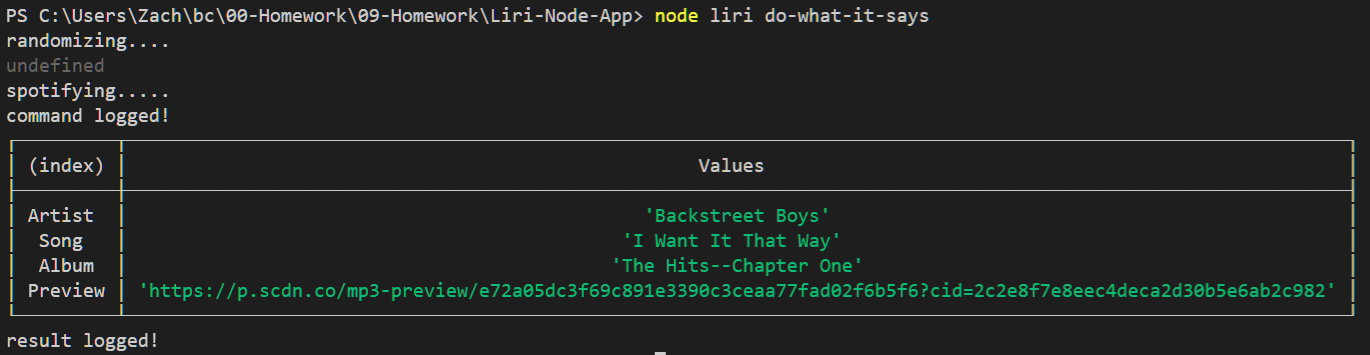 PS C:\Users\Zach\bc\00-Homework\09-Homework\Liri-Node-App> node liri do-what-it-says
randomizing....
undefined
spotifying.....
command logged!
(index) Values
Artist 'Backstreet Boys'
Song 'I Want It That Way'
Album 'The Hits--Chapter One'
Preview 'https://p.scdn.co/mp3-preview/e72a05dc3f69c891e3390c3ceaa77fad02f6b5f6?cid=2c2e8f7e8eec4deca2d30b5e6ab2c982'
result logged!